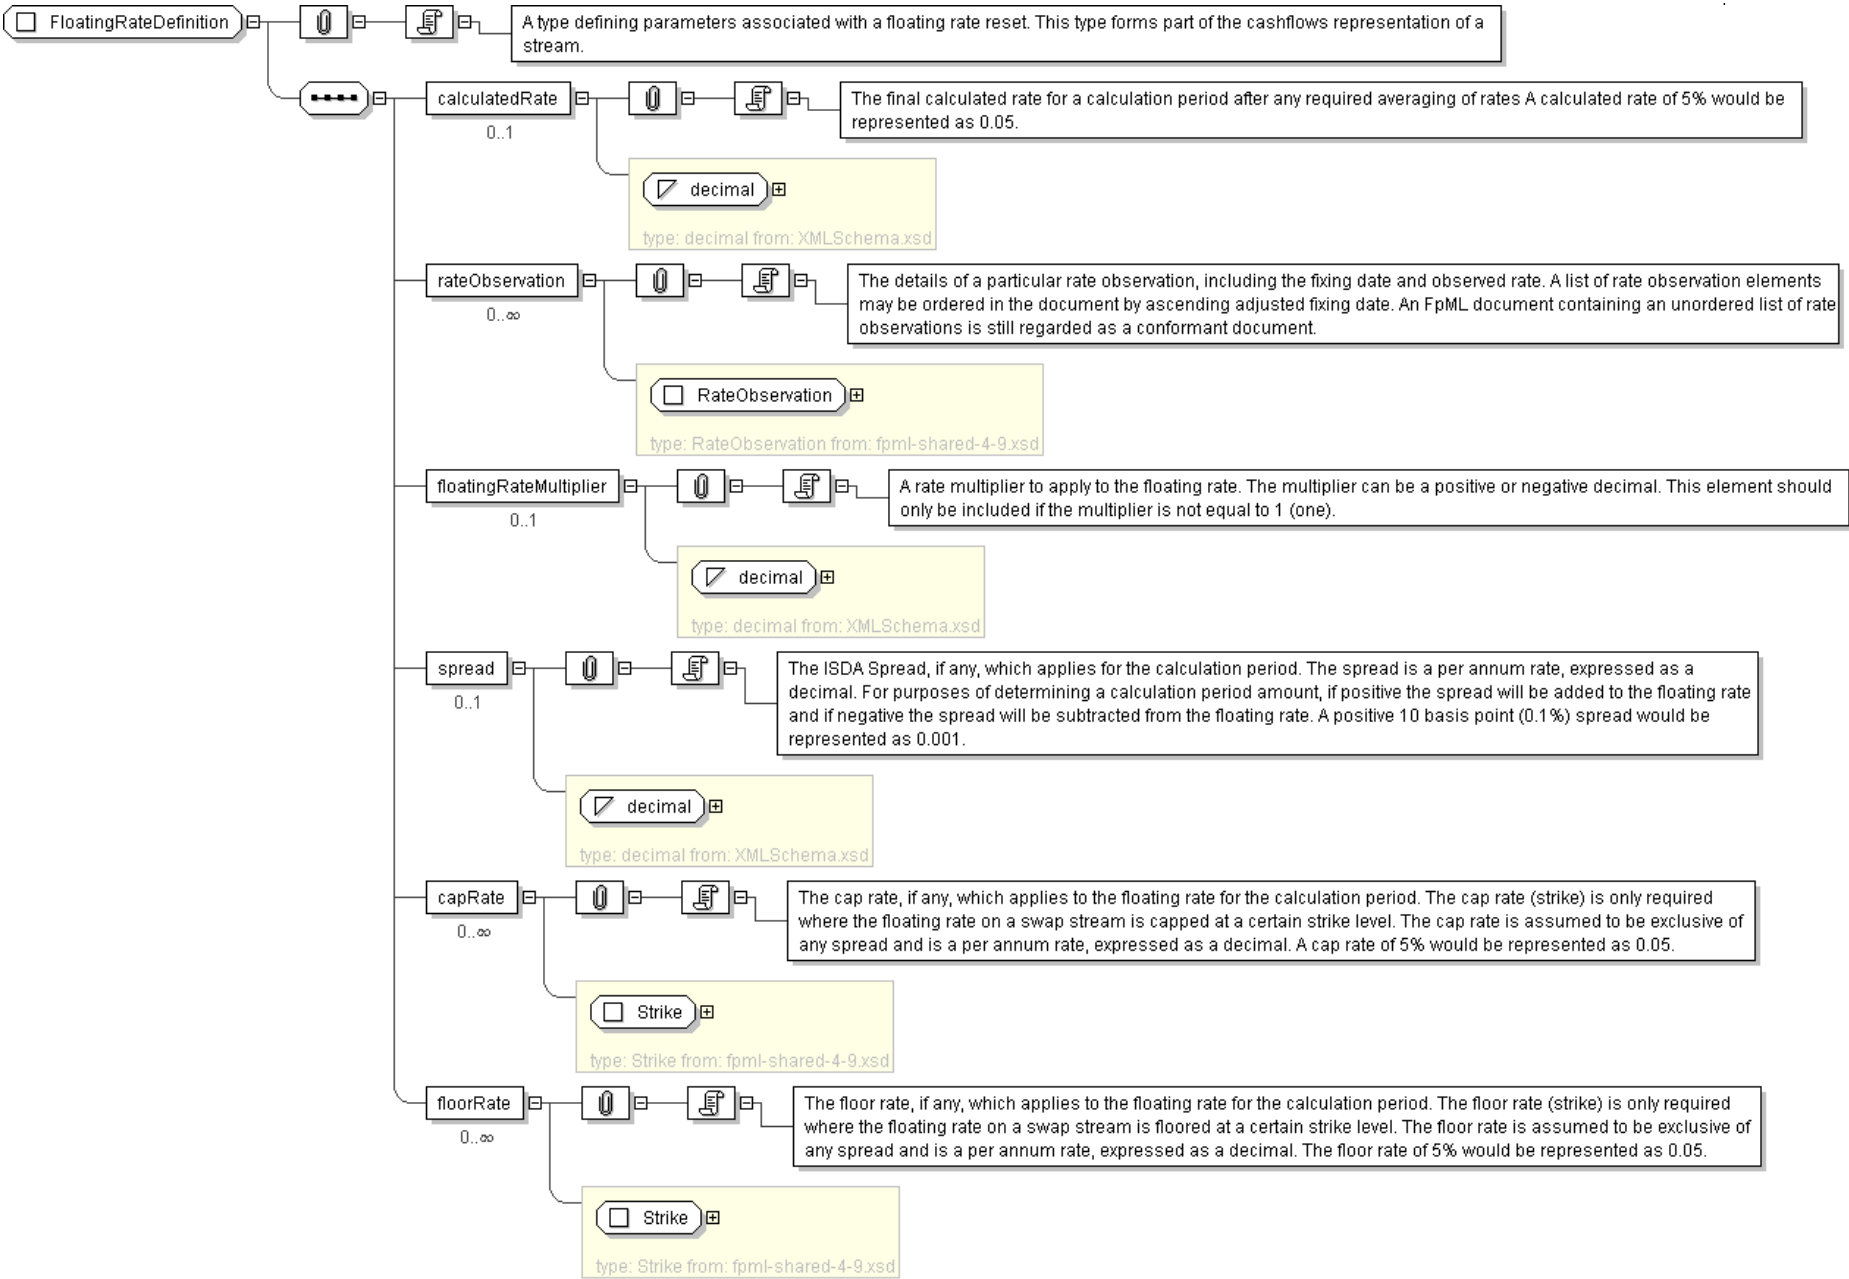 FloatingRateDefinition
A type defining parameters associated with a floating rate reset. This type forms part of the cashflows representation of a
stream.
calculatedRate
0..1
The final calculated rate for a calculation period after any required averaging of rates A calculated rate of 5% would be
represented as 0.05.
decimal
type: decimal from: XMLSchema.xsd
rateObservation
0..∞
The details of a particular rate observation, including the fixing date and observed rate. A list of rate observation elements
may be ordered in the document by ascending adjusted fixing date. An FpML document containing an unordered list of rate
observations is still regarded as a conformant document.
RateObservation
type: RateObservation from: fpml-shared-4-9.xsd
floatingRateMultiplier
0..1
A rate multiplier to apply to the floating rate. The multiplier can be a positive or negative decimal. This element should
only be included if the multiplier is not equal to 1 (one).
decimal
type: decimal from: XMLSchema.xsd
spread
0..1
The ISDA Spread, if any, which applies for the calculation period. The spread is a per annum rate, expressed as a
decimal. For purposes of determining a calculation period amount, if positive the spread will be added to the floating rate
and if negative the spread will be subtracted from the floating rate. A positive 10 basis point (0.1%) spread would be
represented as 0.001.
decimal
type: decimal from: XMLSchema.xsd
capRate
0..∞
The cap rate, if any, which applies to the floating rate for the calculation period. The cap rate (strike) is only required
where the floating rate on a swap stream is capped at a certain strike level. The cap rate is assumed to be exclusive of
any spread and is a per annum rate, expressed as a decimal. A cap rate of 5% would be represented as 0.05.
Strike
type: Strike from: fpml-shared-4-9.xsd
floorRate
0..∞
The floor rate, if any, which applies to the floating rate for the calculation period. The floor rate (strike) is only required
where the floating rate on a swap stream is floored at a certain strike level. The floor rate is assumed to be exclusive of
any spread and is a per annum rate, expressed as a decimal. The floor rate of 5% would be represented as 0.05.
Strike
type: Strike from: fpml-shared-4-9.xsd